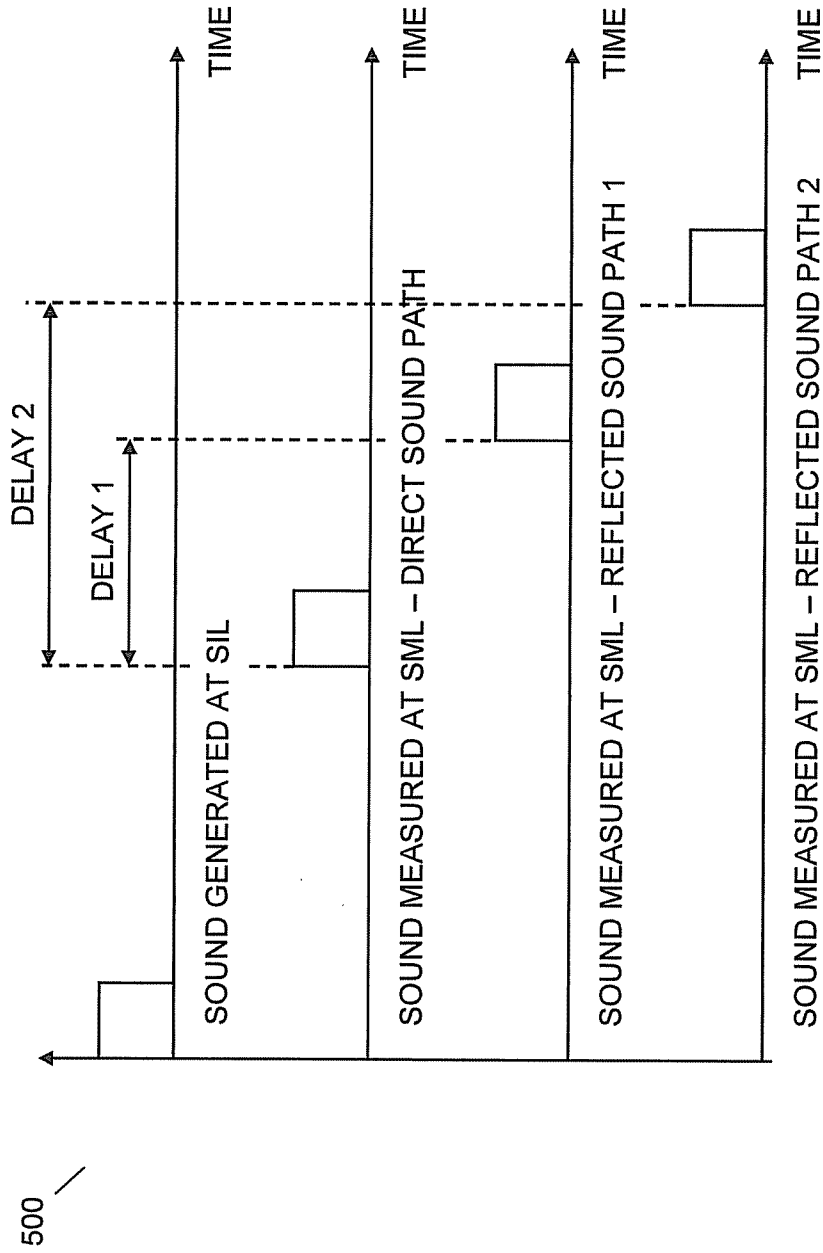 500
DELAY 2
DELAY 1
TIME
SOUND GENERATED AT SIL
TIME
SOUND MEASURED AT SML – DIRECT SOUND PATH
TIME
SOUND MEASURED AT SML – REFLECTED SOUND PATH 1
TIME
SOUND MEASURED AT SML – REFLECTED SOUND PATH 2